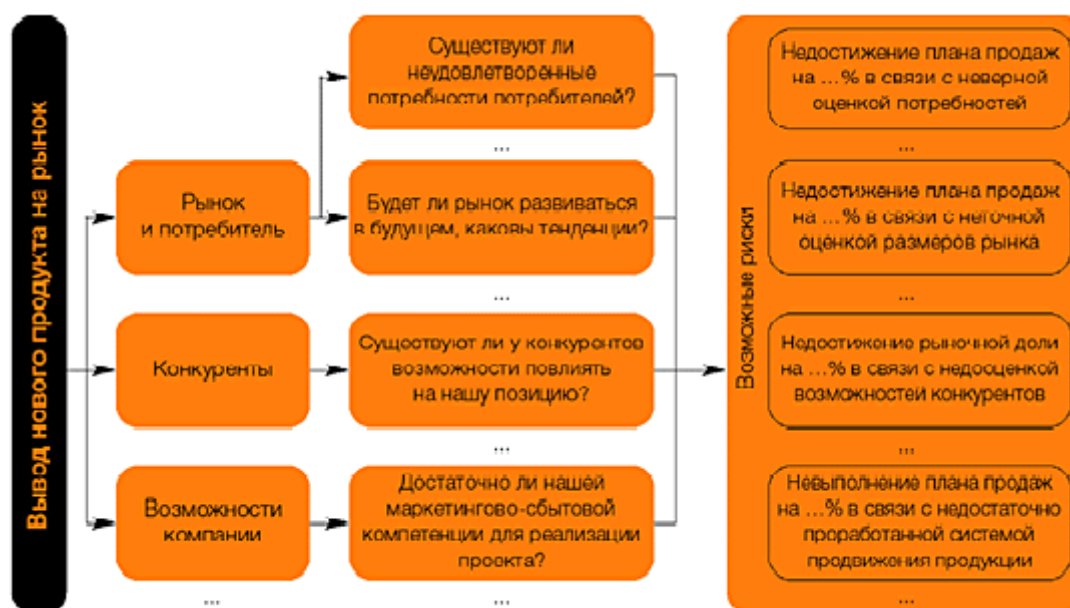 Вывод нового продукта на рынок
Рынок
и потребитель
Конкуренты
Возможности
компании
...
Существуют ли
неудовлетворенные
потребности потребителей?
...
Будет ли рынок развиваться
в будущем, каковы тенденции?
...
Существуют ли у конкурентов
возможности повлиять
на нашу позицию?
...
Достаточно ли нашей
маркетингово-сбытовой
компетенции для реализации
проекта?
...
Возможные риски
Недостижение плана продаж
на ...% в связи с неверной
оценкой потребностей
...
Недостижение плана продаж
на ...% в связи с неточной
оценкой размеров рынка
...
Недостижение рыночной доли
на ...% в связи с недооценкой
возможностей конкурентов
...
Невыполнение плана продаж
на ...% в связи с недостаточно
проработанной системой
продвижения продукции
...